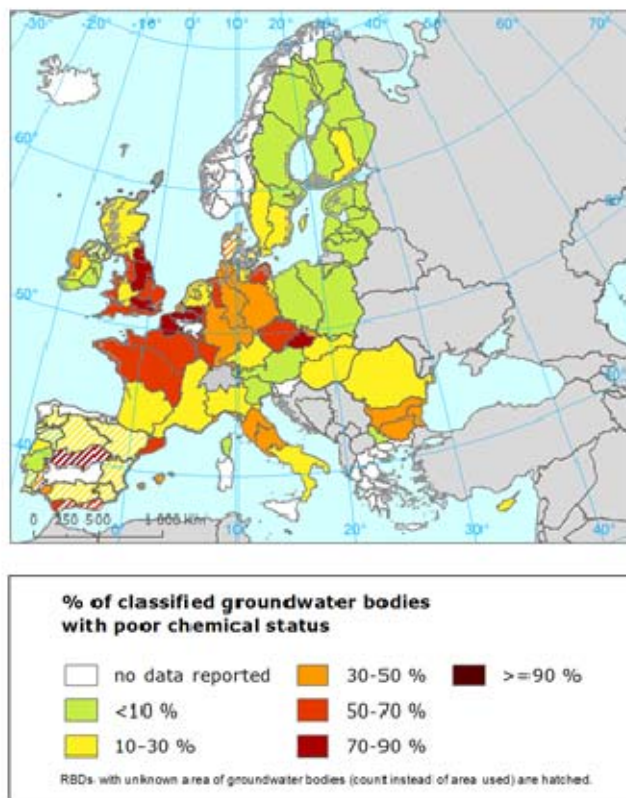 -30° -20° -10° 0° 10° 20° 30° 40° 50° 60° 70°
60°
50°
40°
0 250 500 1 000 Km
0° 10° 20° 30° 40°
% of classified groundwater bodies
with poor chemical status
no data reported
<10 %
10-30 %
30-50 %
50-70 %
70-90 %
>=90 %
RBDs with unknown area of groundwater bodies (count instead of area used) are hatched.